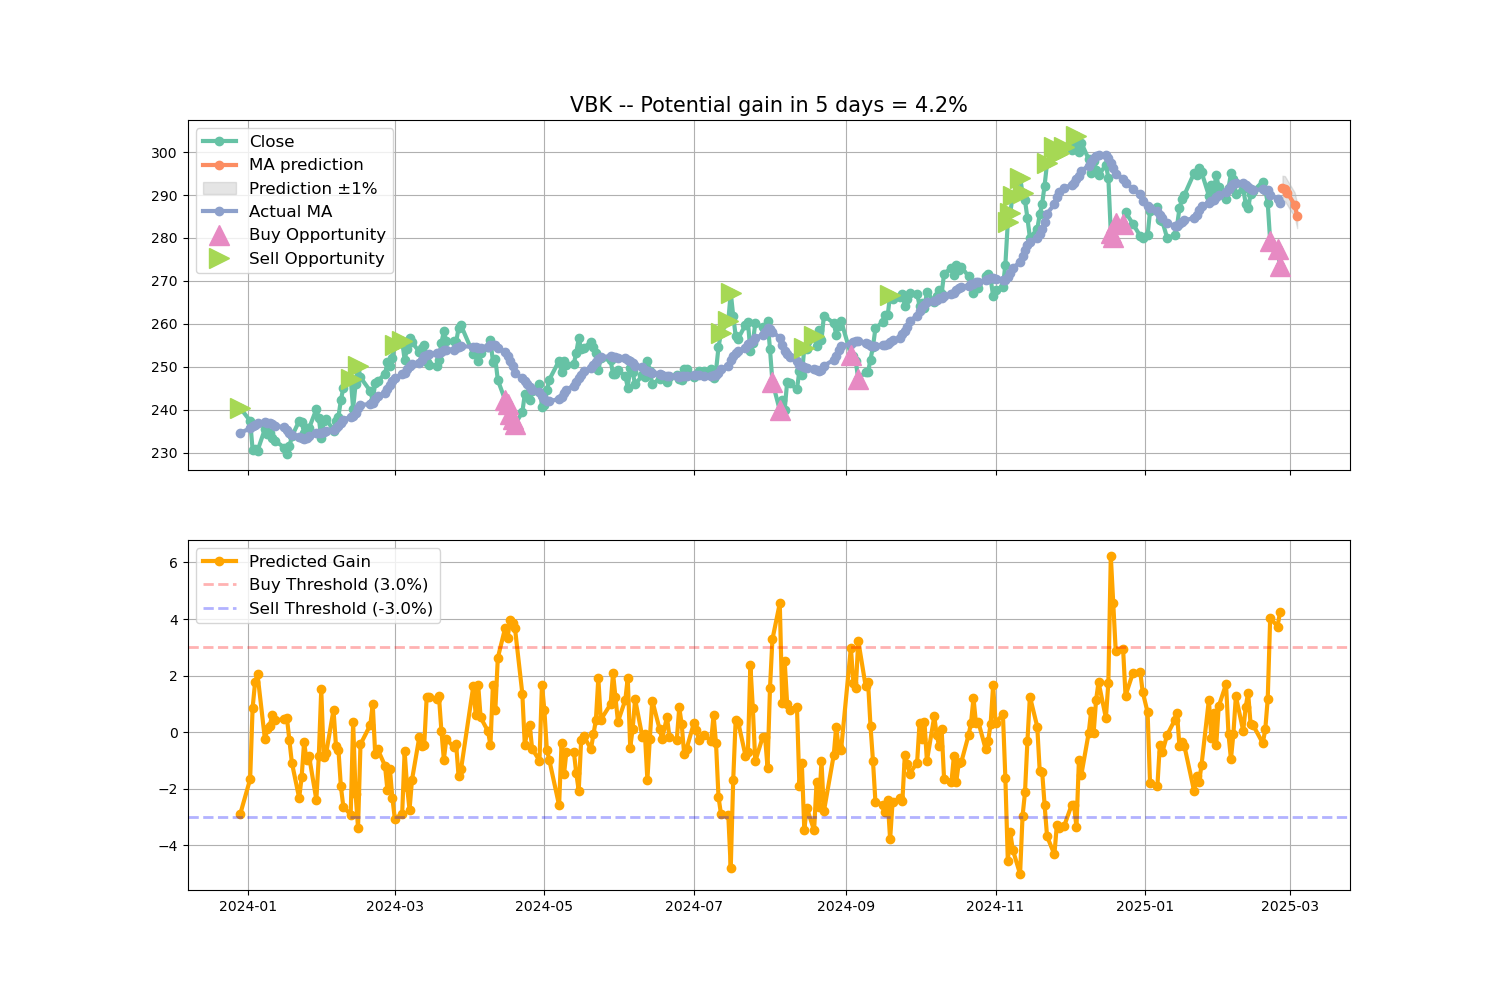 VBK -- Potential gain in 5 days = 4.2%
Close
MA prediction
Prediction ±1%
Actual MA
Buy Opportunity
Sell Opportunity
300
290
280
270
260
250
240
230
Predicted Gain
Buy Threshold (3.0%)
Sell Threshold (-3.0%)
6
4
2
0
−2
−4
2024-01
2024-03
2024-05
2024-07
2024-09
2024-11
2025-01
2025-03